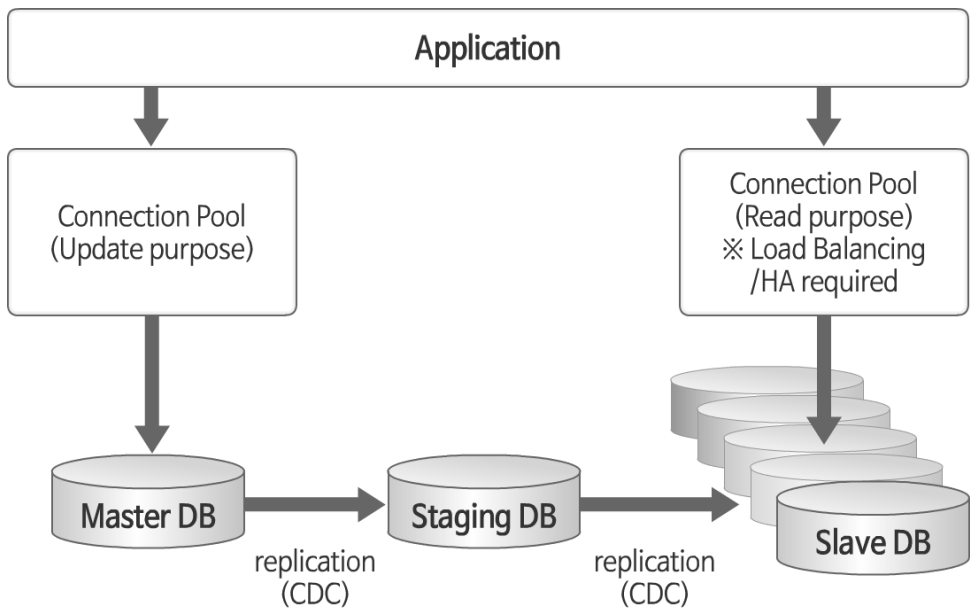 Application
Connection Pool
(Update purpose)
Connection Pool
(Read purpose)
※ Load Balancing
/HA required
Master DB
Staging DB
Slave DB
replication
(CDC)
replication
(CDC)